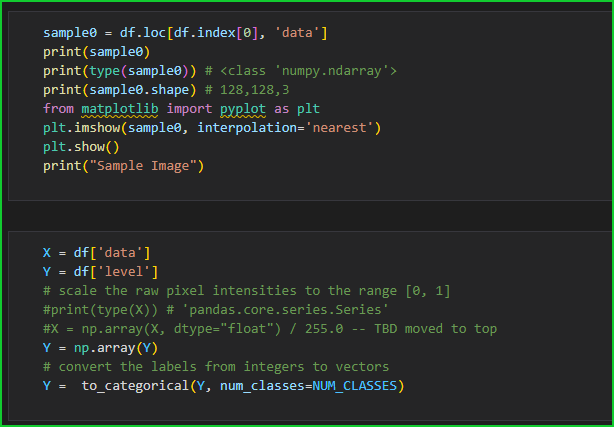 sample0 = df.loc[df.index[0], 'data']
print(sample0)
print(type(sample0)) # <class 'numpy.ndarray'>
print(sample0.shape) # 128,128,3
from matplotlib import pyplot as plt
plt.imshow(sample0, interpolation='nearest')
plt.show()
print("Sample Image")
X = df['data']
Y = df['level']
# scale the raw pixel intensities to the range [0, 1]
#print(type(X)) # 'pandas.core.series.Series'
#X = np.array(X, dtype="float") / 255.0 -- TBD moved to top
Y = np.array(Y)
# convert the labels from integers to vectors
Y =  to_categorical(Y, num_classes=NUM_CLASSES)